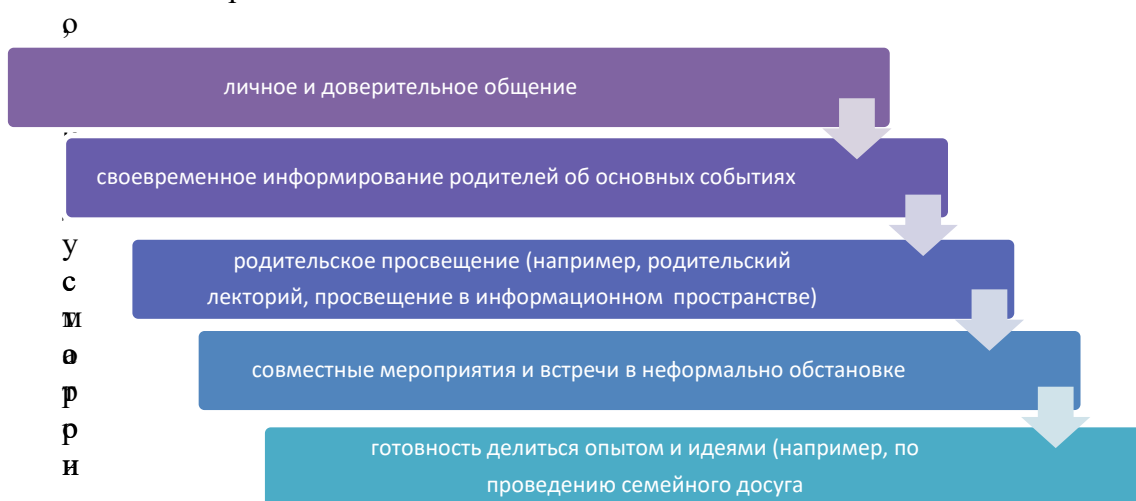 личное и доверительное общение
своевременное информирование родителей об основных событиях
родительское просвещение (например, родительский
лекторий, просвещение в информационном пространстве)
совместные мероприятия и встречи в неформально обстановке
готовность делиться опытом и идеями (например, по
проведению семейного досуга